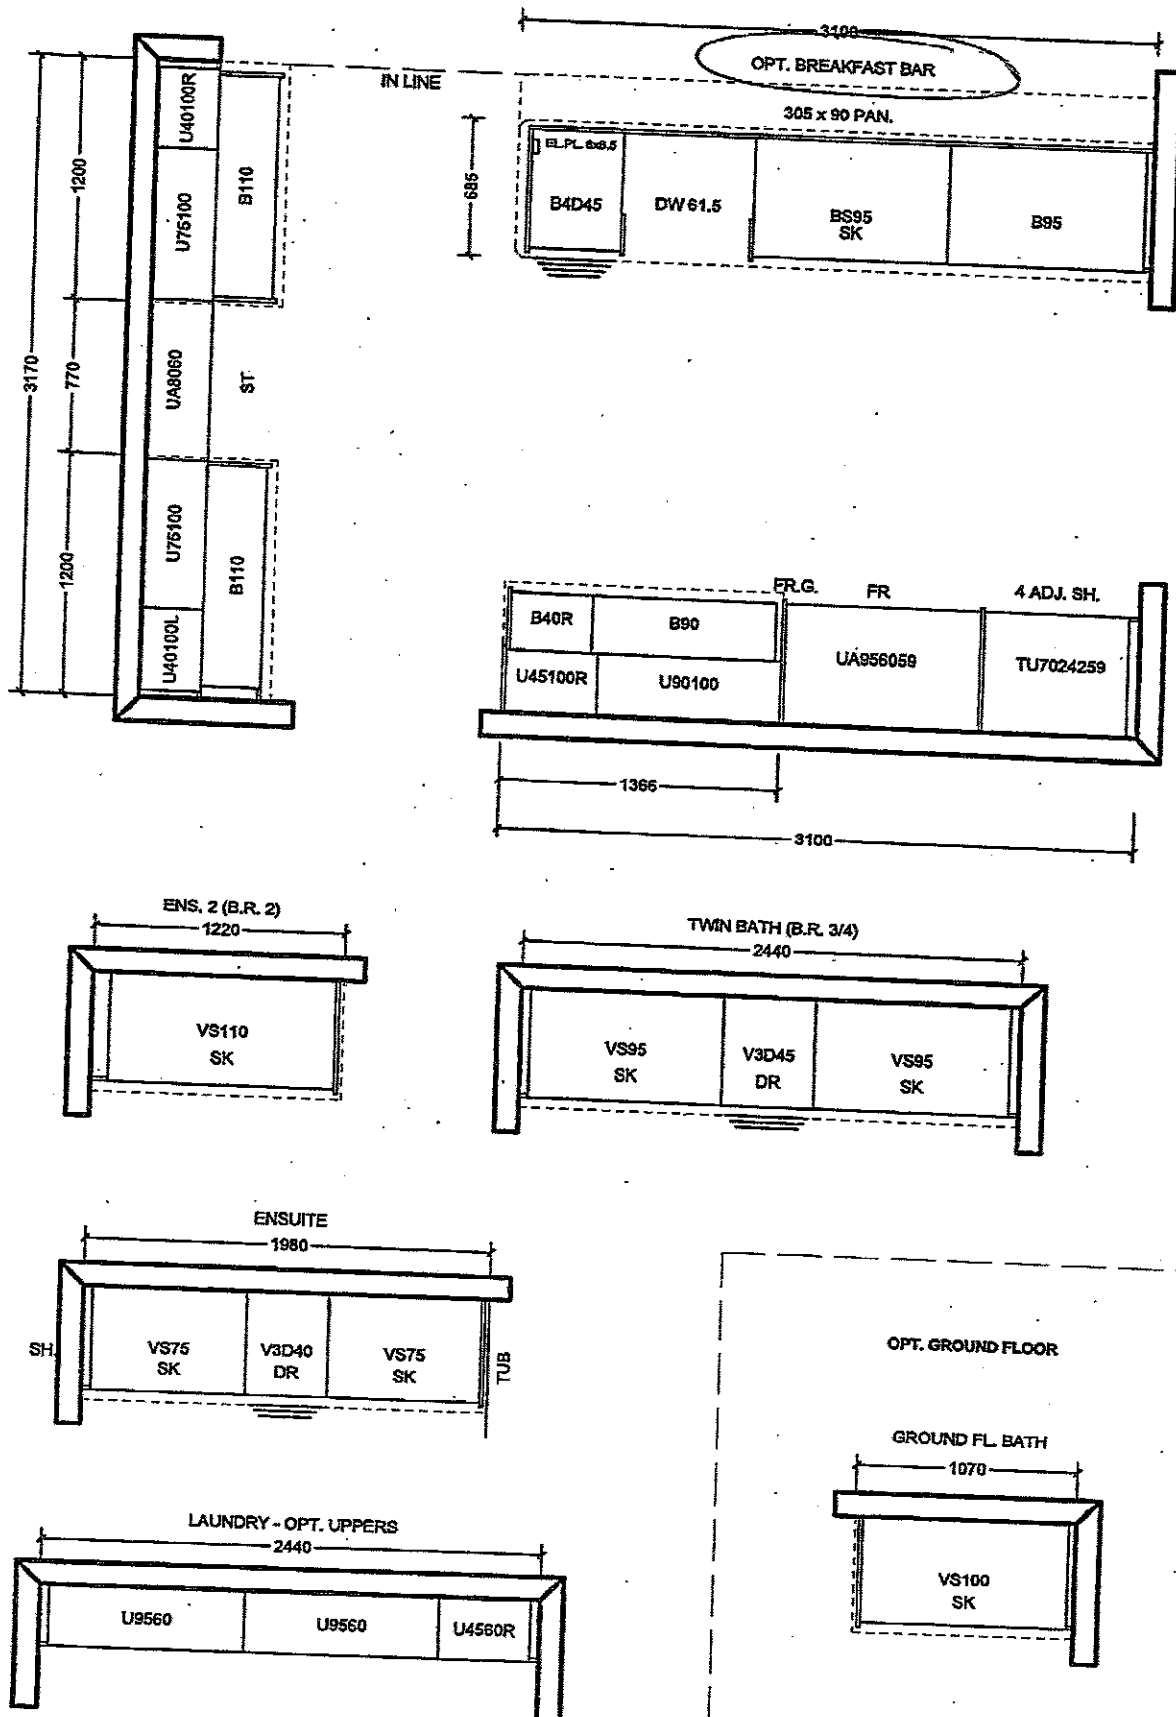 3100
OPT. BREAKFAST BAR
IN LINE
305 x 90 PAN.
EL.PL. 6x8.5
B4D45
DW 61.5
BS95
SK
B95
685
U40100R
U75100
B110
1200
3170
770
UA8060
ST.
1200
U75100
U40100L
B110
FR.G.
FR
4 ADJ. SH.
B40R
B90
U45100R
U90100
UA956059
TU7024259
1366
3100
ENS. 2 (B.R. 2)
1220
VS110
SK
TWIN BATH (B.R. 3/4)
2440
VS95
SK
V3D45
DR
VS95
SK
ENSUITE
1980
SH.
VS75
SK
V3D40
DR
VS75
SK
TUB
OPT. GROUND FLOOR
GROUND FL. BATH
1070
VS100
SK
LAUNDRY - OPT. UPPERS
2440
U9560
U9560
U4560R